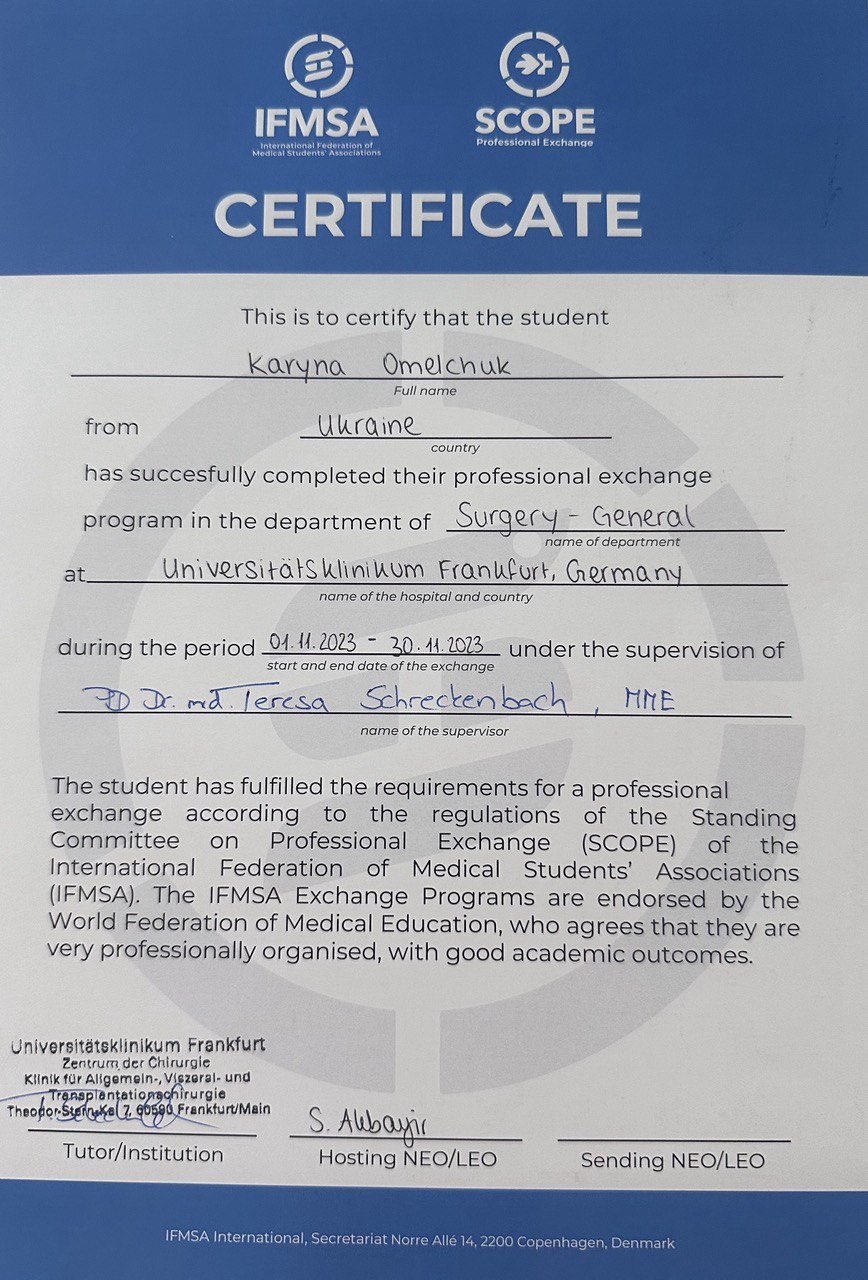 IFMSA
International Federation of
Medical Students' Associations
SCOPE
Professional Exchange
CERTIFICATE
This is to certify that the student
Karyna Omelchuk
Full name
from Ukraine
country
has succesfully completed their professional exchange
program in the department of Surgery - General
name of department
at Universitätsklinikum Frankfurt, Germany
name of the hospital and country
during the period 01.11.2023 - 30.11.2023 under the supervision of
start and end date of the exchange
PD Dr. md. Teresa Schreckenbach, MME
name of the supervisor
The student has fulfilled the requirements for a professional
exchange according to the regulations of the Standing
Committee on Professional Exchange (SCOPE) of the
International Federation of Medical Students' Associations
(IFMSA). The IFMSA Exchange Programs are endorsed by the
World Federation of Medical Education, who agrees that they are
very professionally organised, with good academic outcomes.
Universitätsklinikum Frankfurt
Zentrum der Chirurgie
Klinik für Allgemein-, Viszeral- und
Transplantationschirurgie
Theodor-Stern-Kai 7, 60590 Frankfurt/Main
S.
Tutor/Institution
Hosting NEO/LEO
Sending NEO/LEO
IFMSA International, Secretariat Norre Allé 14, 2200 Copenhagen, Denmark